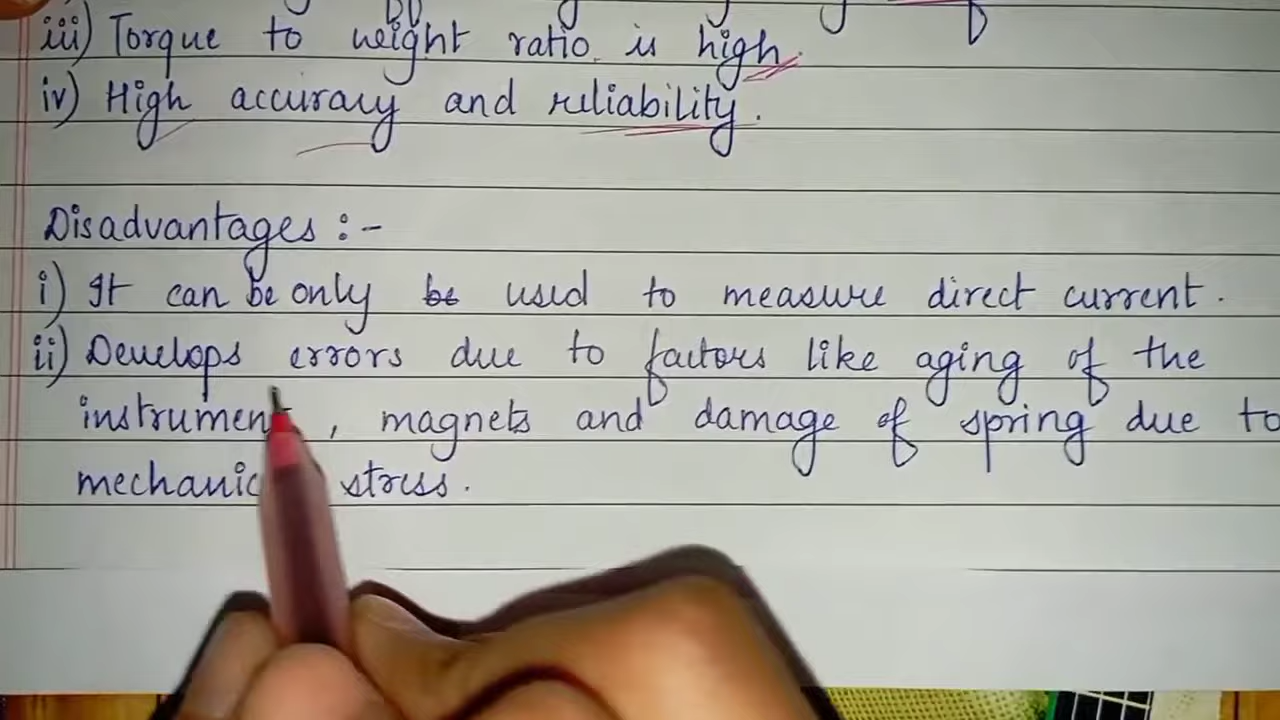 iii) Torque to weight ratio is high.
iv) High accuracy and reliability.
Disadvantages :-
i) It can be only be used to measure direct current.
ii) Develops errors due to factors like aging of the
instrument, magnets and damage of spring due to
stress.